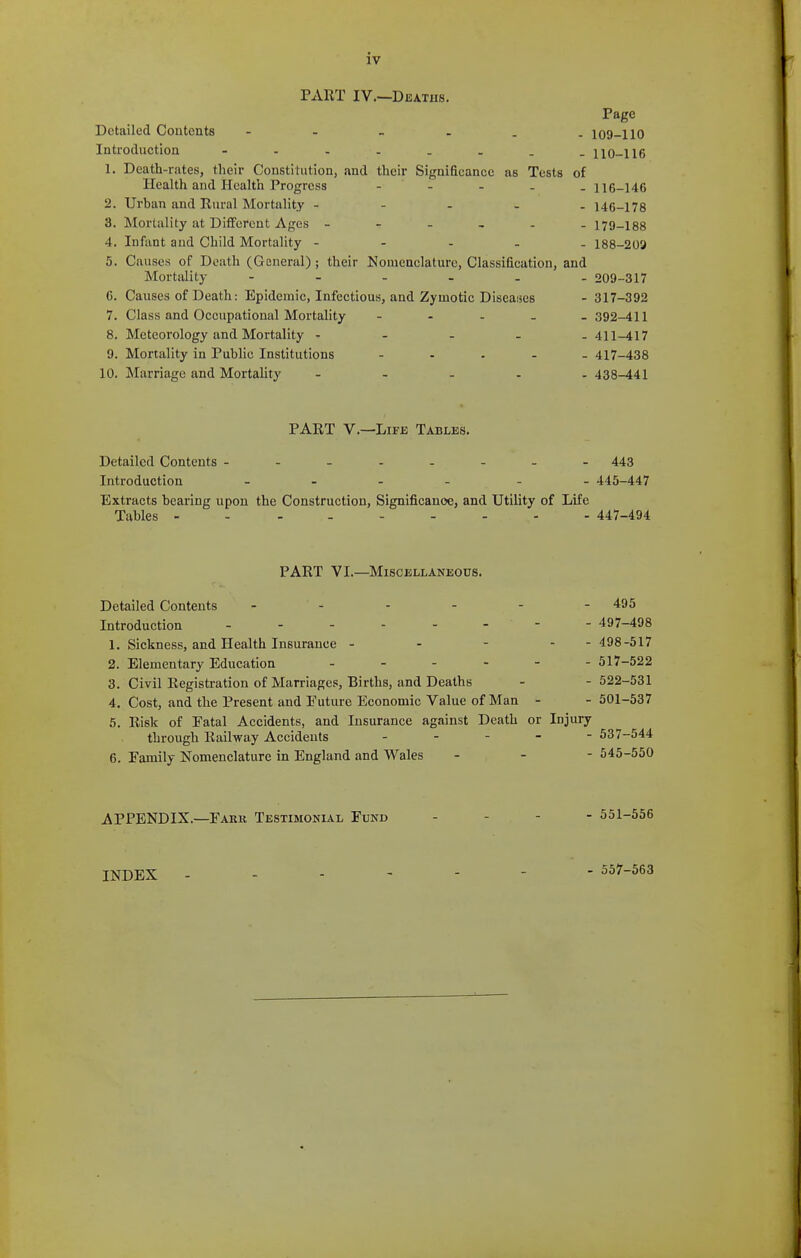 iv
PART IV.—Deaths.
Page
Detailed Contents - - - - - - 109-110
Introduction - - - - - - - - 110-116
1. Death-rates, their Constitution, and their Significance as Tests of
Health and Health Progress - - - - - 116-146
2. Urban and Rural Mortality - - - - - 146-178
3. Mortality at Different Ages - - - - - - 179-188
4. Infant and Child Mortality - - - - - 188-209
5. Causes of Death (General); their Nomenclature, Classification, and
Mortality - - - - - - - 209-317
6. Causes of Death: Epidemic, Infectious, and Zymotic Diseases - 317-392
7. Class and Occupational Mortality - - - - - 392-411
8. Meteorology and Mortality - - - - - 411-417
9. Mortality in Public Institutions - - - - - 417-438
10. Marriage and Mortality - - - - - 438-441
PART V.—Life Tables.
Detailed Contents - - - - - - - - 443
Introduction - - - - - - - 445-447
Extracts bearing upon the Construction, Significance, and Utility of Life
Tables - - - - - - - - - 447-494
PART VI.—Miscellaneous.
Detailed Contents - - - - - - 495
Introduction - - - - - - - - 497-498
1. Sickness, and Health Insurance - - - - - 498-517
2. Elementary Education - - - - - - 517-522
3. Civil Registration of Marriages, Births, and Deaths - - 522-531
4. Cost, and the Present and Future Economic Value of Man - - 501-537
5. Risk of Fatal Accidents, and Insurance against Death or Injury
through Railway Accidents - - - - - 537-544
6. Family Nomenclature in England and Wales - - - 545-550
APPENDIX.—Farr Testimonial Fund - - - - 551-556
INDEX - - - - - - - 557-563